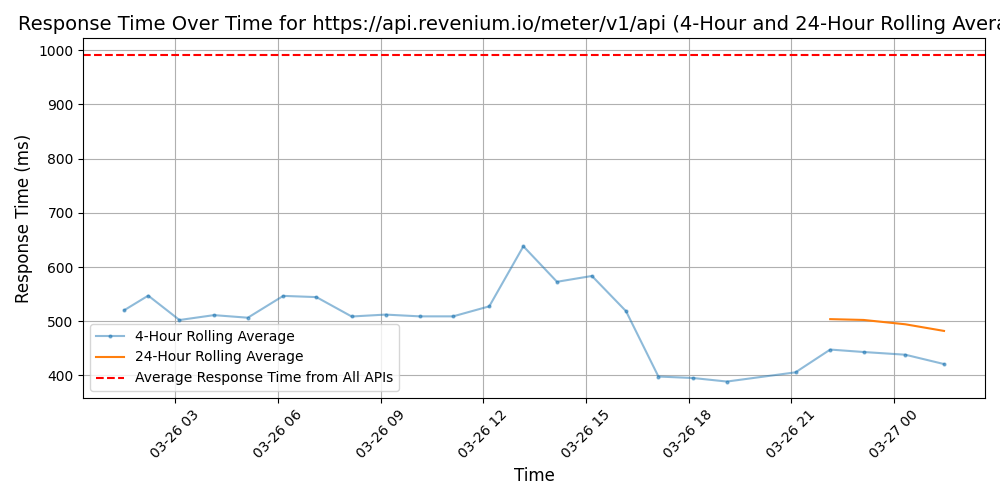 Response Time Over Time for https://api.revenium.io/meter/v1/api (4-Hour and 24-Hour Rolling Avera
Response Time (ms)
1000
900
800
700
600
500
400
4-Hour Rolling Average
24-Hour Rolling Average
Average Response Time from All APIs
03-26 03
03-26 06
03-26 09
03-26 12
03-26 15
03-26 18
03-26 21
03-27 00
Time